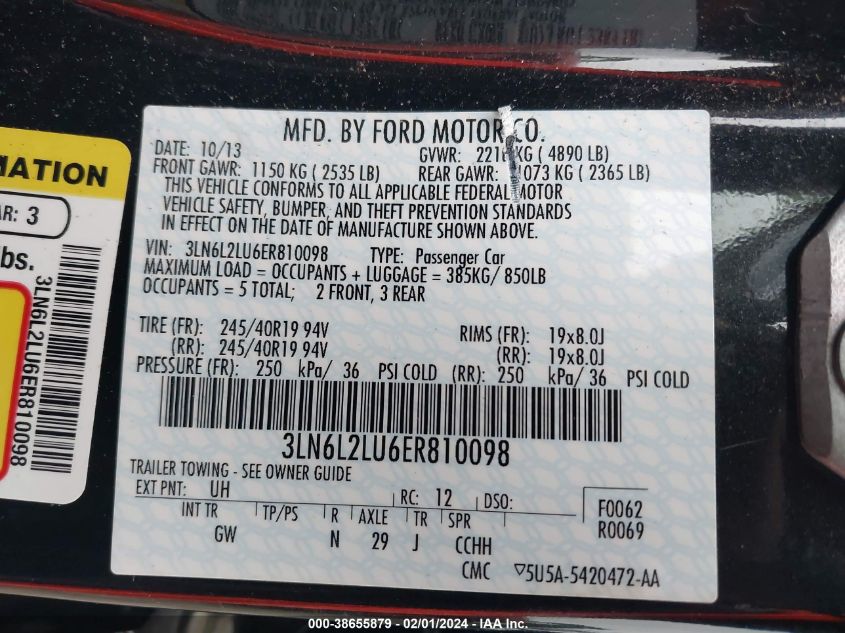 MFD. BY FORD MOTOR CO.
DATE: 10/13 GVWR: KG ( 4890 LB)
FRONT GAWR: 1150 KG ( 2535 LB) REAR GAWR: 1073 KG ( 2365 LB)
THIS VEHICLE CONFORMS TO ALL APPLICABLE FEDERAL MOTOR
VEHICLE SAFETY, BUMPER, AND THEFT PREVENTION STANDARDS
IN EFFECT ON THE DATE OF MANUFACTURE SHOWN ABOVE.
VIN: 3LN6L2LU6ER810098 TYPE: Passenger Car
MAXIMUM LOAD = OCCUPANTS + LUGGAGE = 385KG/ 850LB
OCCUPANTS = 5 TOTAL; 2 FRONT, 3 REAR
TIRE (FR): 245/40R19 94V RIMS (FR): 19x8.0J
(RR): 245/40R19 94V (RR): 19x8.0J
PRESSURE (FR): 250 kPa/ 36 PSI COLD (RR): 250 kPa/ 36 PSI COLD
3LN6L2LU6ER810098
TRAILER TOWING - SEE OWNER GUIDE
EXT PNT: UH RC: 12 DSO: F0062
INT TR TP/PS R AXLE TR SPR R0069
GW N 29 J CCHH
CMC ▽5U5A-5420472-AA
MATION
AR: 3
bs.
3LN6L2LU6ER810098
000-38655879 - 02/01/2024 - IAA Inc.